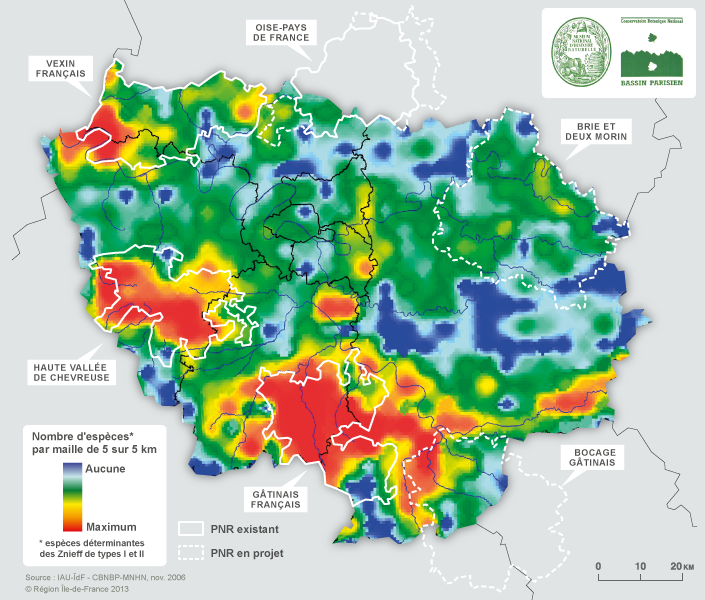 OISE-PAYS
DE FRANCE
VEXIN
FRANÇAIS
MUSEUM
NATIONAL
D'HISTOIRE
NATURELLE
Conservatoire Botanique National
BASSIN PARISIEN
BRIE ET
DEUX MORIN
HAUTE VALLÉE
DE CHEVREUSE
Nombre d'espèces*
par maille de 5 sur 5 km
Aucune
Maximum
* espèces déterminantes
des Znieff de types I et II
GÂTINAIS
FRANÇAIS
BOCAGE
GÂTINAIS
PNR existant
PNR en projet
0 10 20 KM
Source : IAU-ÎdF - CBNBP-MNHN, nov. 2006
© Région Île-de-France 2013